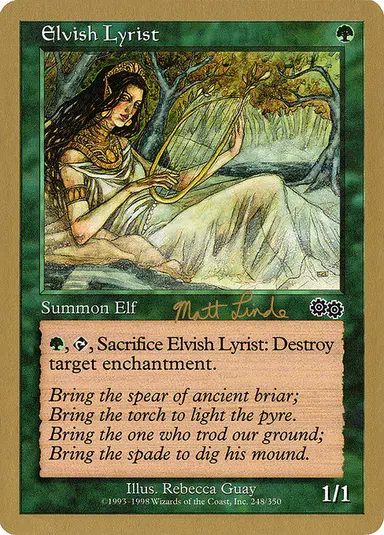 Elvish Lyrist
Summon Elf
Matt Linde
, , Sacrifice Elvish Lyrist: Destroy
target enchantment.
Bring the spear of ancient briar;
Bring the torch to light the pyre.
Bring the one who trod our ground;
Bring the spade to dig his mound.
Illus. Rebecca Guay
©1993-1998 Wizards of the Coast, Inc. 248/350
1/1